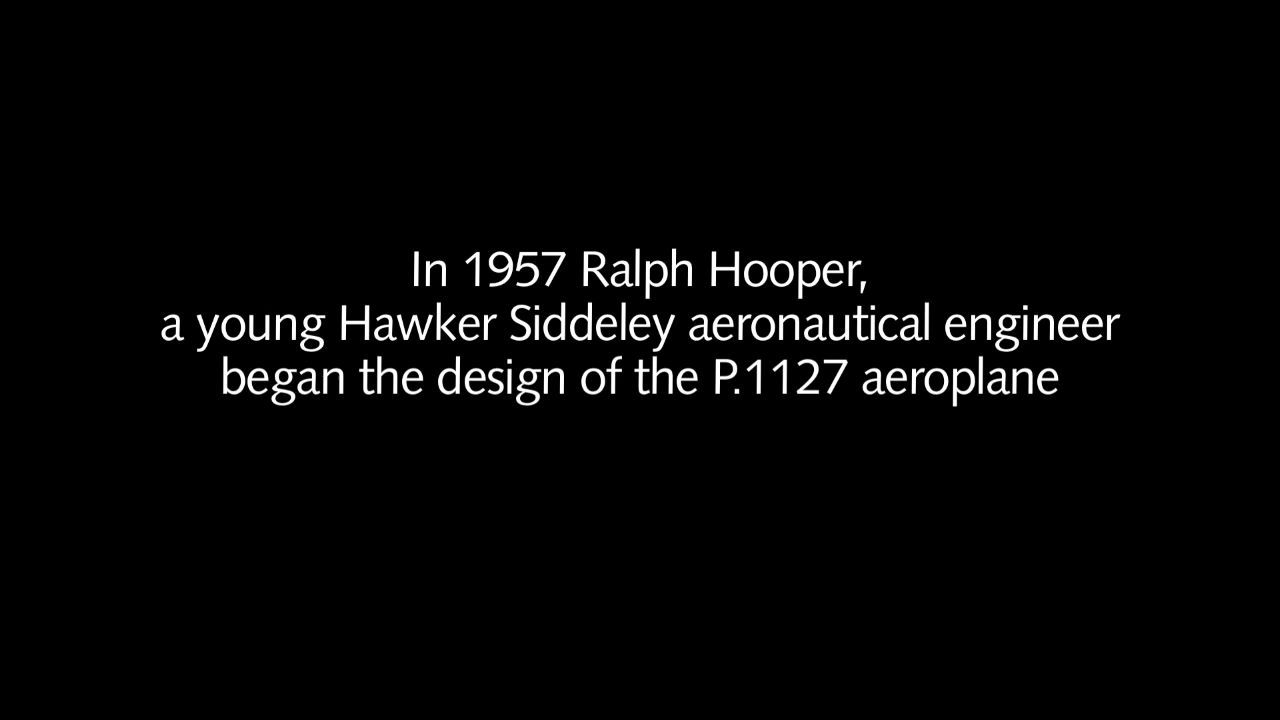 In 1957 Ralph Hooper,
a young Hawker Siddeley aeronautical engineer
began the design of the P.1127 aeroplane